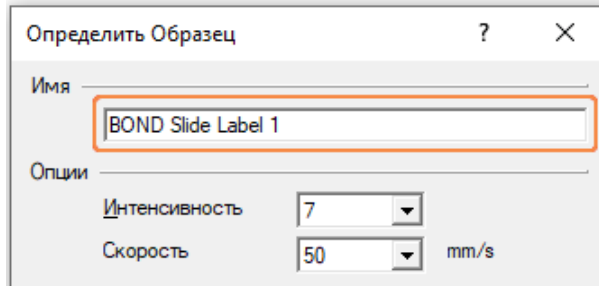 Определить Образец ? ×
Имя
BOND Slide Label 1
Опции
Интенсивность 7
Скорость 50 mm/s